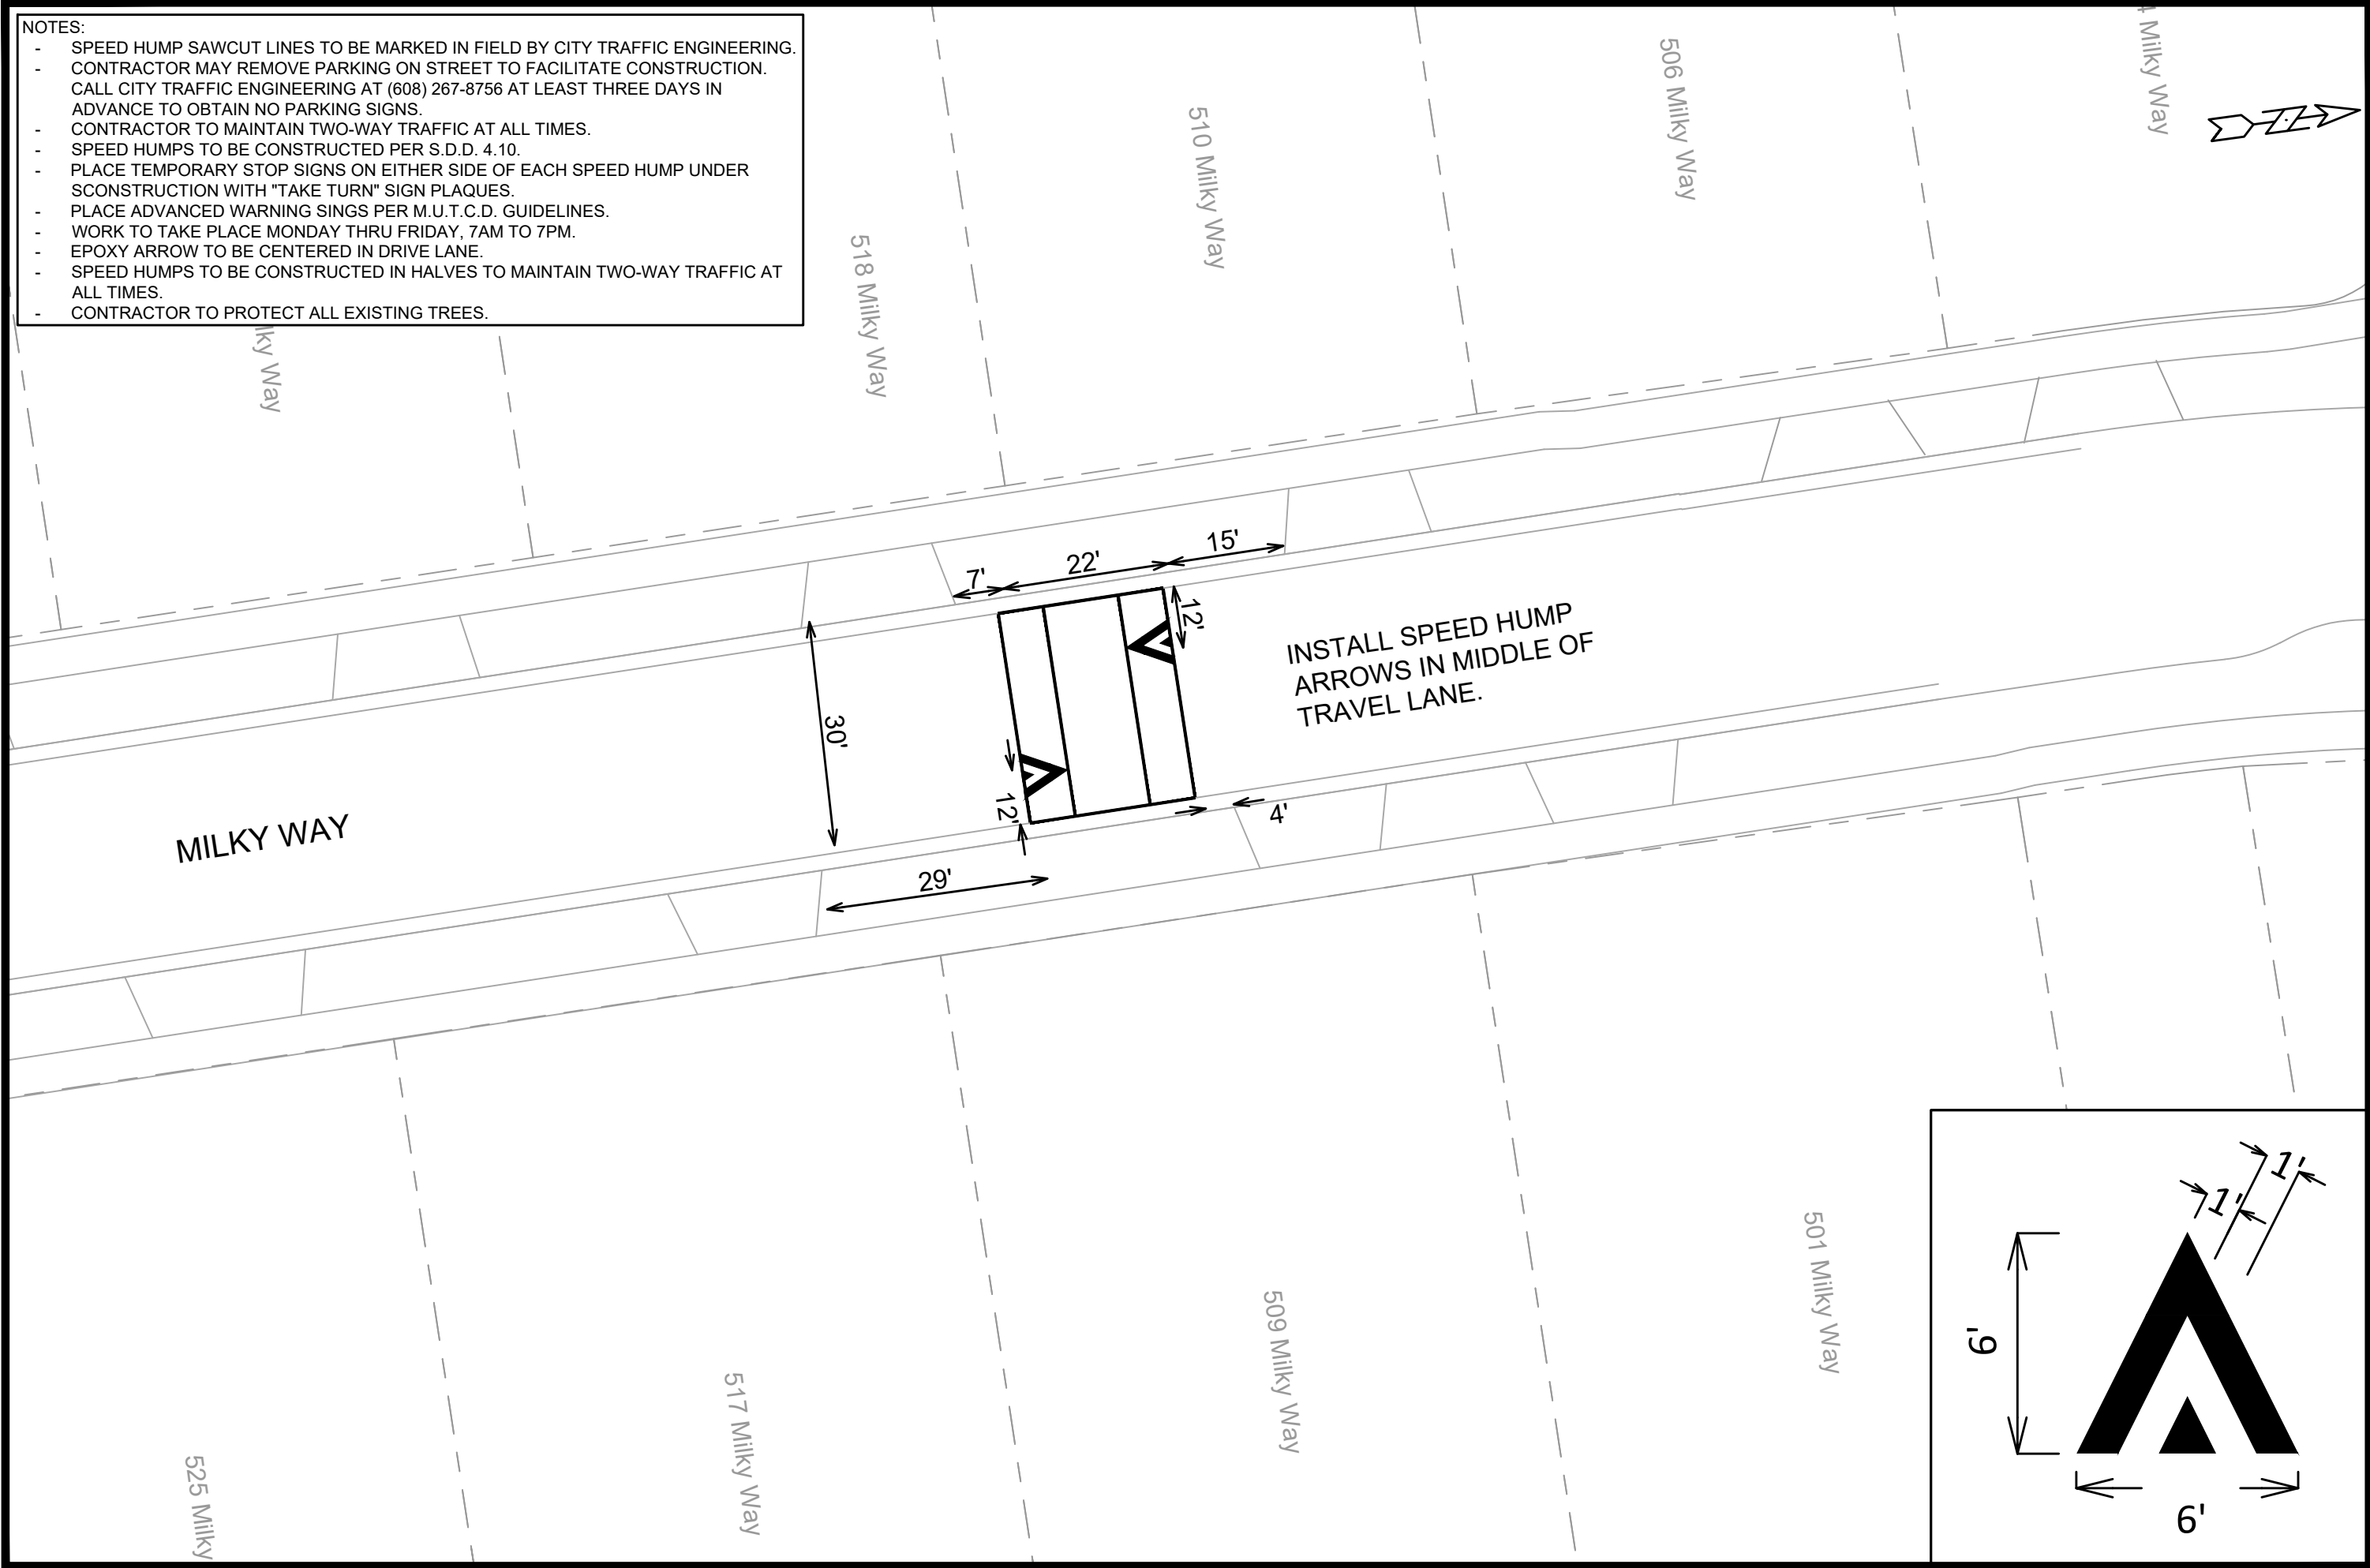 NOTES:
- SPEED HUMP SAWCUT LINES TO BE MARKED IN FIELD BY CITY TRAFFIC ENGINEERING.
- CONTRACTOR MAY REMOVE PARKING ON STREET TO FACILITATE CONSTRUCTION.
CALL CITY TRAFFIC ENGINEERING AT (608) 267-8756 AT LEAST THREE DAYS IN
ADVANCE TO OBTAIN NO PARKING SIGNS.
- CONTRACTOR TO MAINTAIN TWO-WAY TRAFFIC AT ALL TIMES.
- SPEED HUMPS TO BE CONSTRUCTED PER S.D.D. 4.10.
- PLACE TEMPORARY STOP SIGNS ON EITHER SIDE OF EACH SPEED HUMP UNDER
SCONSTRUCTION WITH "TAKE TURN" SIGN PLAQUES.
- PLACE ADVANCED WARNING SINGS PER M.U.T.C.D. GUIDELINES.
- WORK TO TAKE PLACE MONDAY THRU FRIDAY, 7AM TO 7PM.
- EPOXY ARROW TO BE CENTERED IN DRIVE LANE.
- SPEED HUMPS TO BE CONSTRUCTED IN HALVES TO MAINTAIN TWO-WAY TRAFFIC AT
ALL TIMES.
- CONTRACTOR TO PROTECT ALL EXISTING TREES.
lky Way
518 Milky Way
510 Milky Way
506 Milky Way
4 Milky Way
Z
7'
22'
15'
12'
30'
12'
4'
29'
INSTALL SPEED HUMP
ARROWS IN MIDDLE OF
TRAVEL LANE.
MILKY WAY
525 Milky
517 Milky Way
509 Milky Way
501 Milky Way
1'
1'
6'
6'